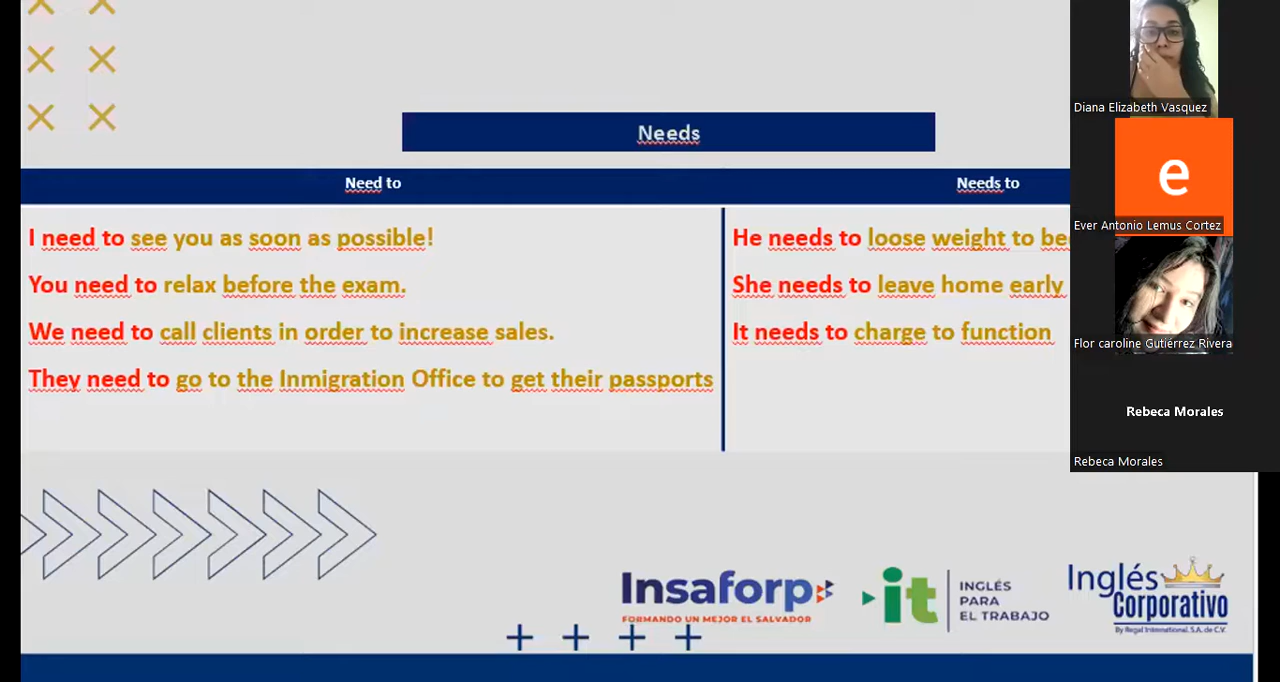 Needs
Need to
Needs to
I need to see you as soon as possible!
You need to relax before the exam.
We need to call clients in order to increase sales.
They need to go to the Inmigration Office to get their passports
He needs to loose weight to be
She needs to leave home early
It needs to charge to function
Diana Elizabeth Vasquez
e
Ever Antonio Lemus Cortez
Flor caroline Gutiérrez Rivera
Rebeca Morales
Rebeca Morales
Insaforp
FORMANDO UN MEJOR EL SALVADOR
it
INGLÉS
PARA
EL TRABAJO
Inglés
Corporativo
By Regal International, S.A. de C.V.